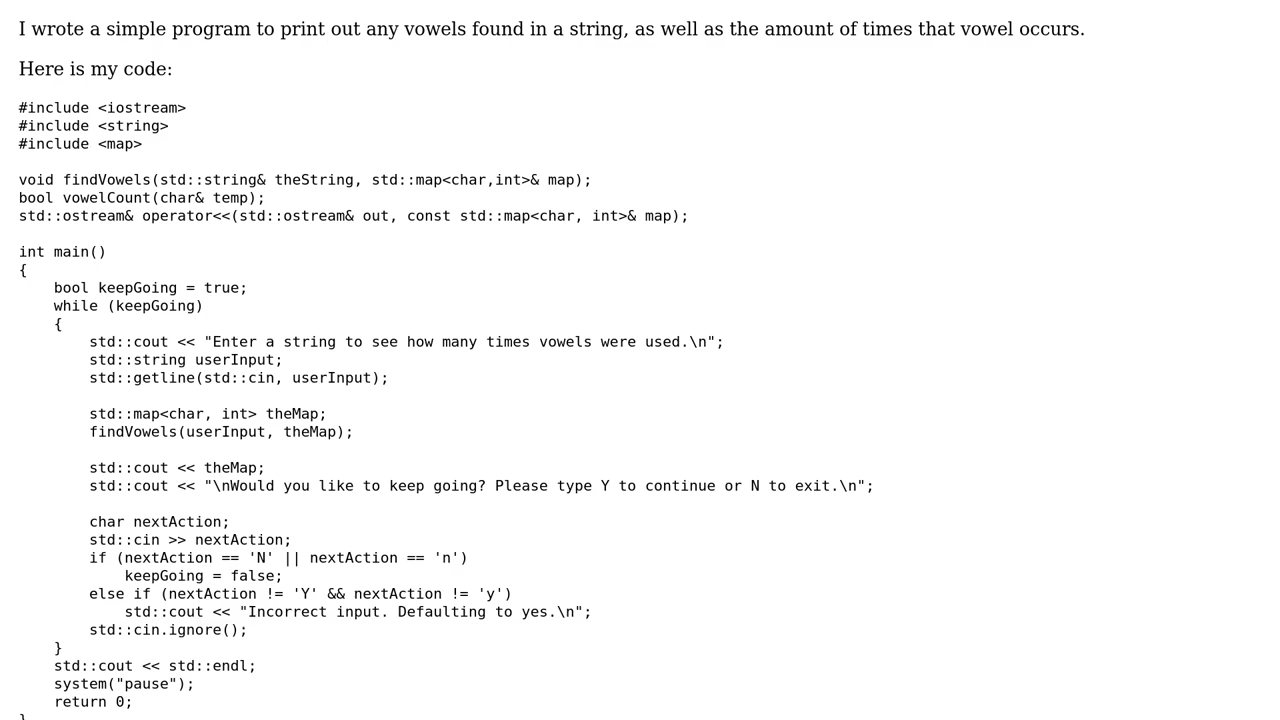 I wrote a simple program to print out any vowels found in a string, as well as the amount of times that vowel occurs.
Here is my code:
#include <iostream>
#include <string>
#include <map>
void findVowels(std::string& theString, std::map<char,int>& map);
bool vowelCount(char& temp);
std::ostream& operator<<(std::ostream& out, const std::map<char, int>& map);
int main()
{
    bool keepGoing = true;
    while (keepGoing)
    {
        std::cout << "Enter a string to see how many times vowels were used.\n";
        std::string userInput;
        std::getline(std::cin, userInput);
        std::map<char, int> theMap;
        findVowels(userInput, theMap);
        std::cout << theMap;
        std::cout << "\nWould you like to keep going? Please type Y to continue or N to exit.\n";
        char nextAction;
        std::cin >> nextAction;
        if (nextAction == 'N' || nextAction == 'n')
            keepGoing = false;
        else if (nextAction != 'Y' && nextAction != 'y')
            std::cout << "Incorrect input. Defaulting to yes.\n";
        std::cin.ignore();
    }
    std::cout << std::endl;
    system("pause");
    return 0;
}